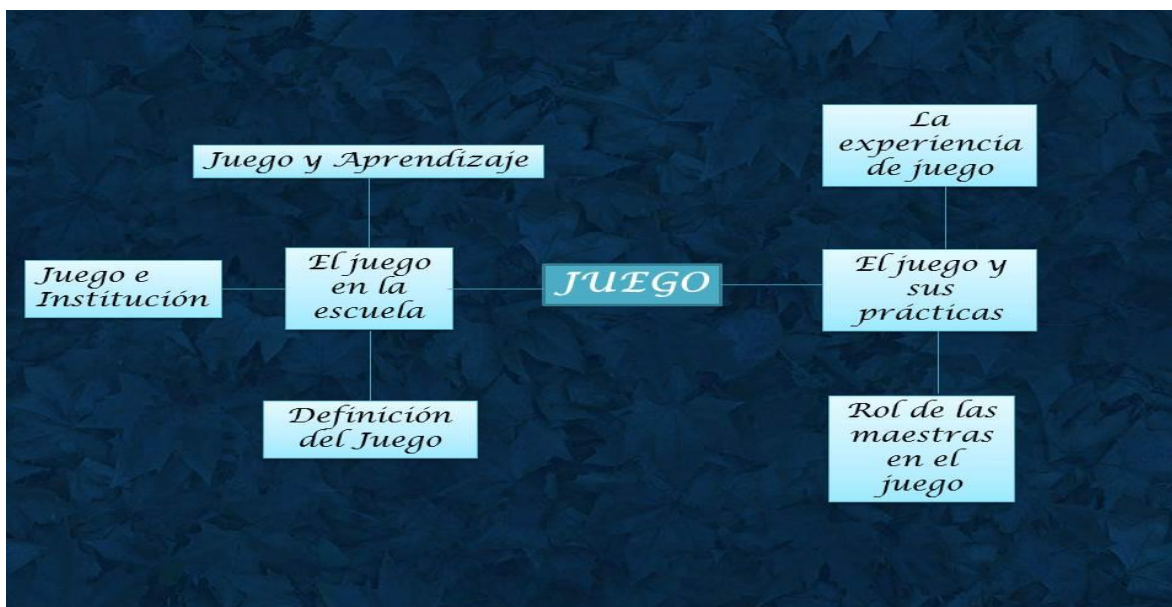 Juego y Aprendizaje
La
experiencia
de juego
Juego e
Institución
El juego
en la
escuela
JUEGO
El juego y
sus
prácticas
Definición
del Juego
Rol de las
maestras
en el
juego